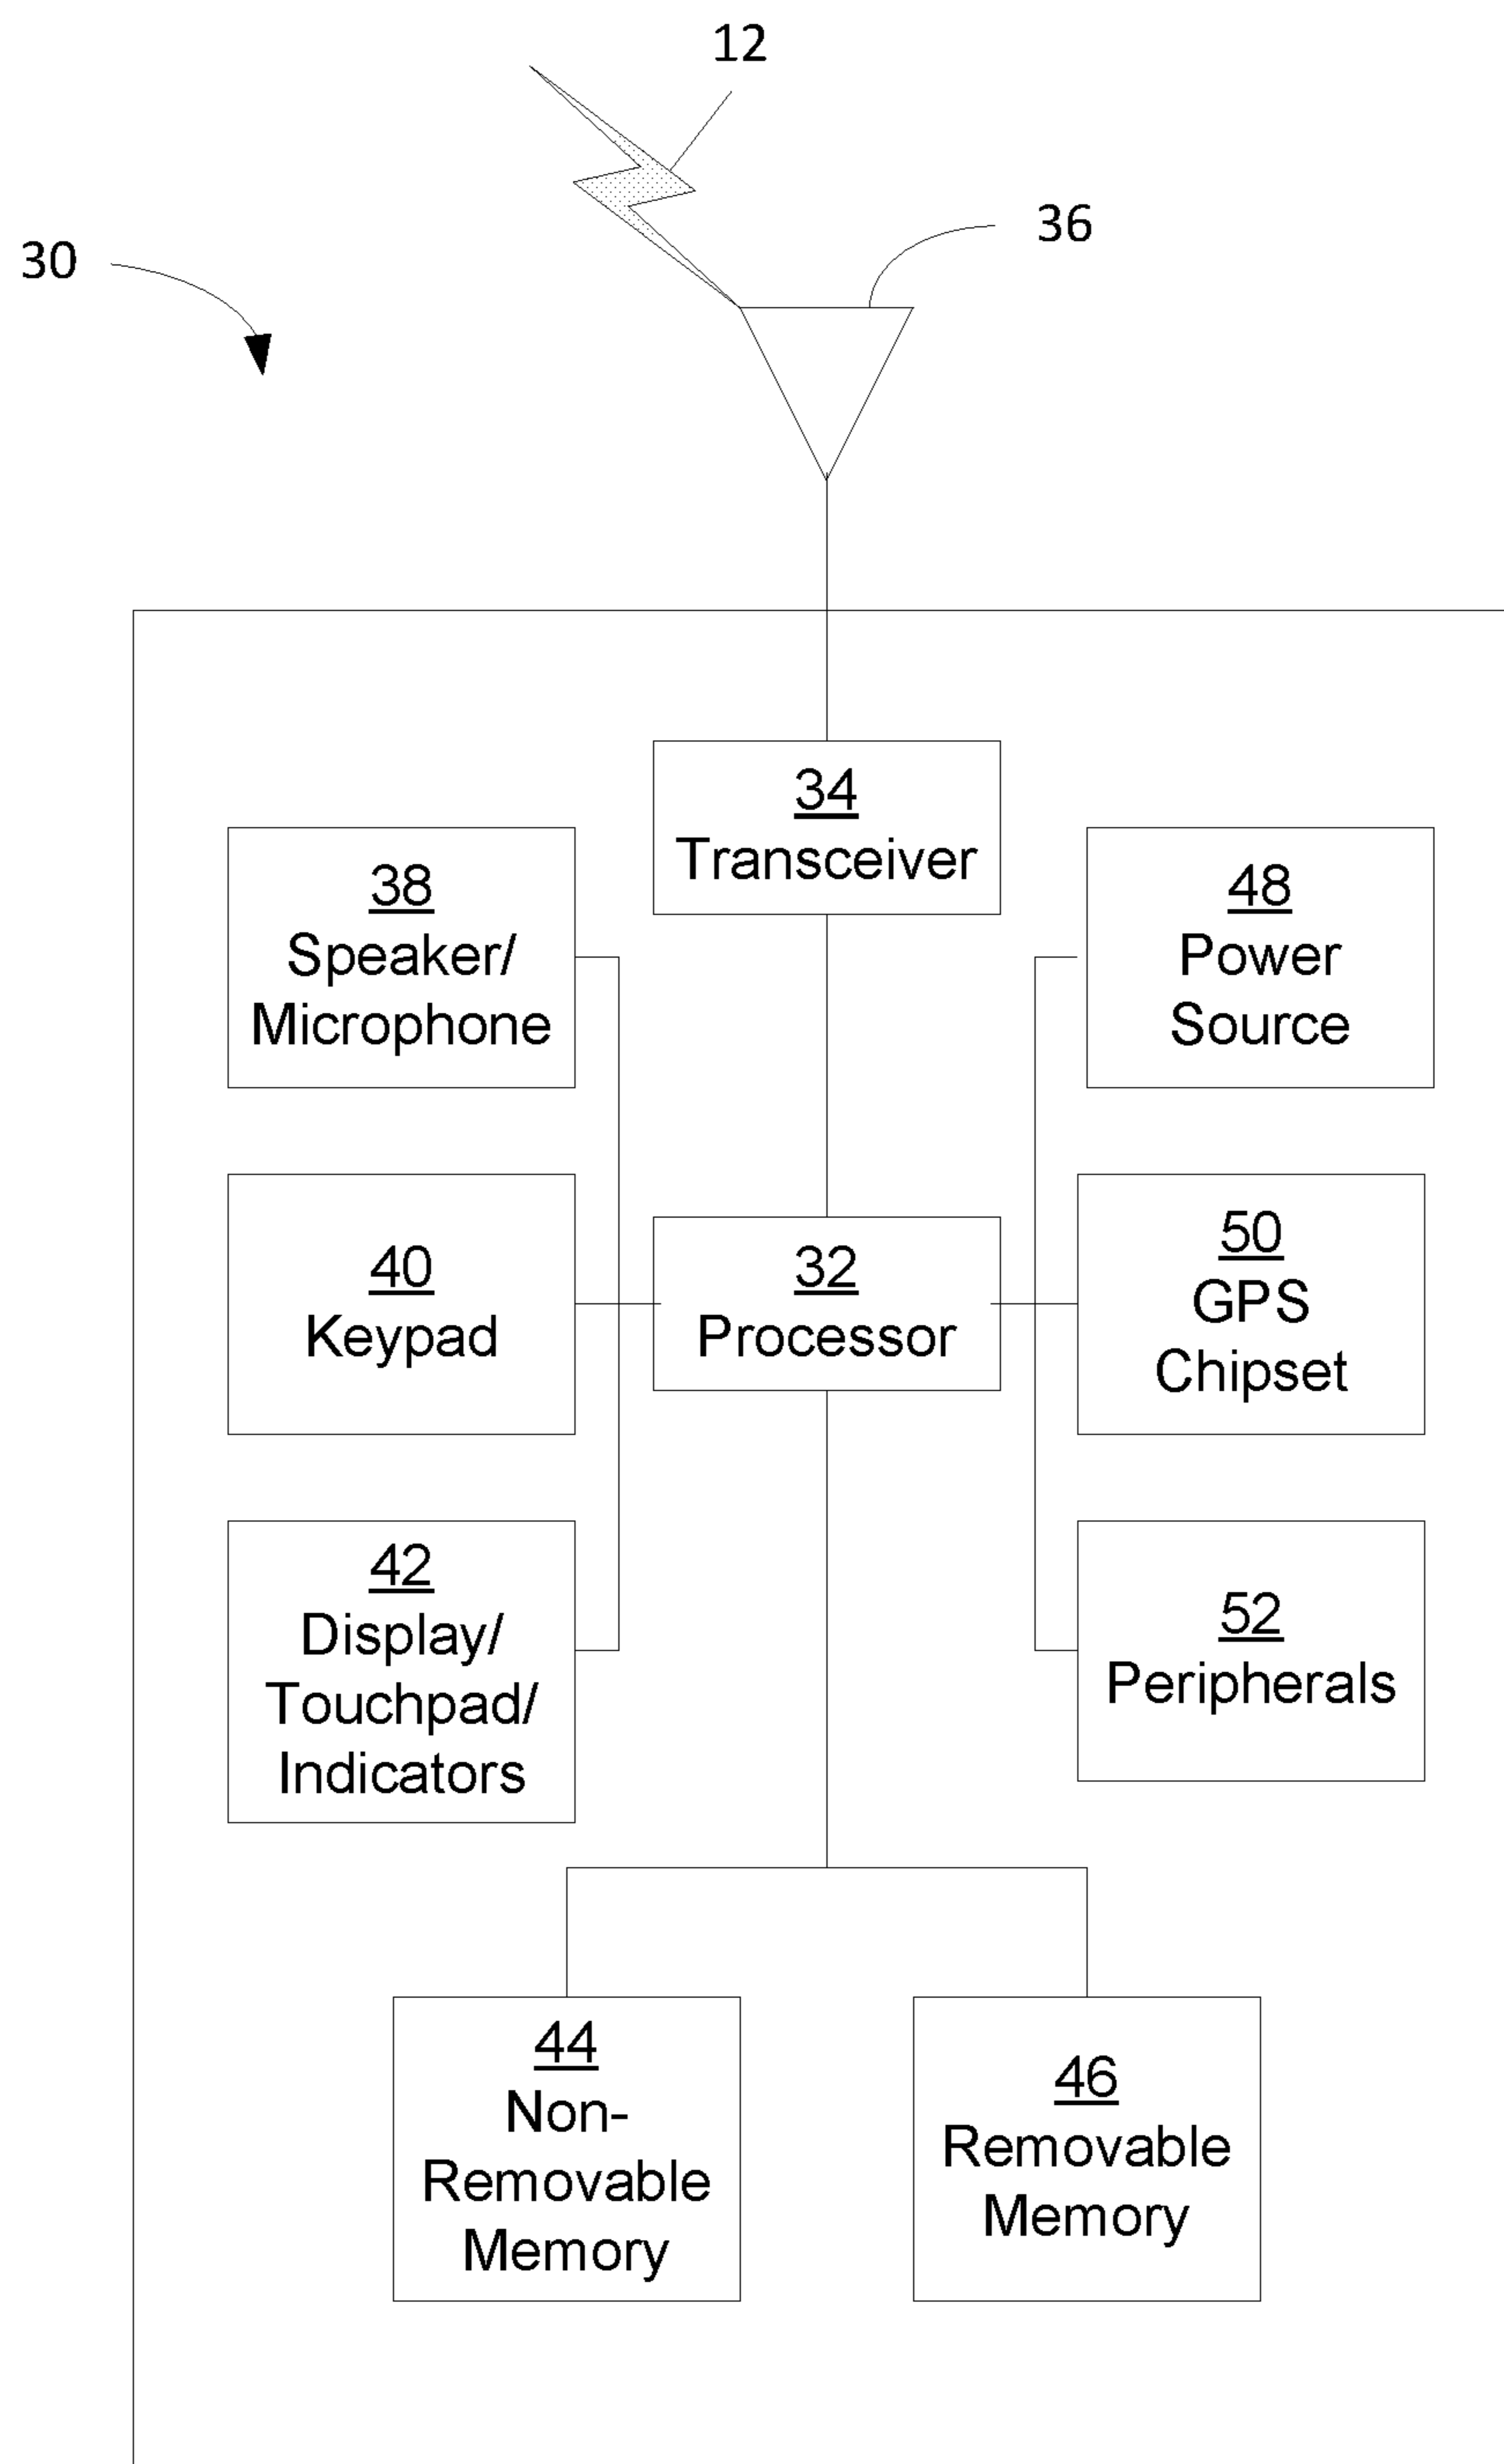 12
36
30
34
Transceiver
38
Speaker/
Microphone
48
Power
Source
40
Keypad
32
Processor
50
GPS
Chipset
42
Display/
Touchpad/
Indicators
52
Peripherals
44
Non-
Removable
Memory
46
Removable
Memory